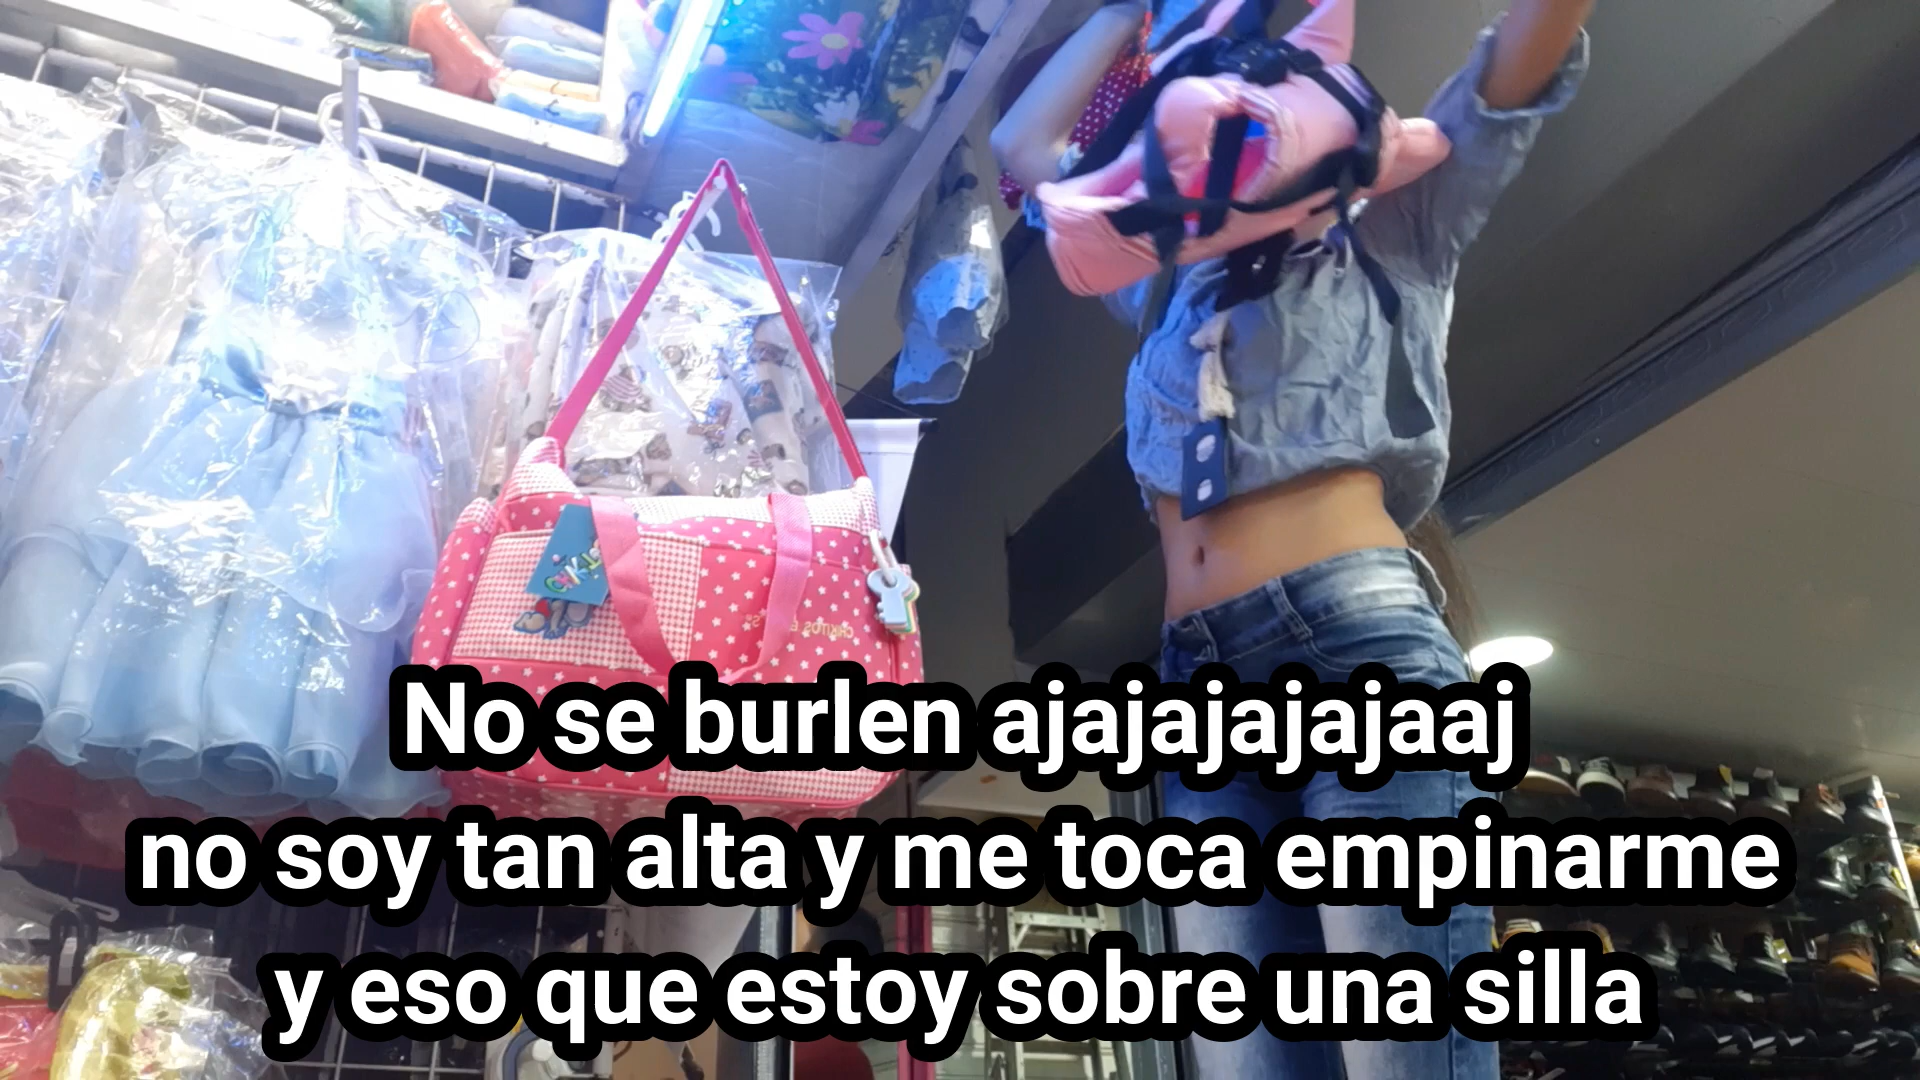 No se burlen ajajajajajaaj
no soy tan alta y me toca empinarme
y eso que estoy sobre una silla